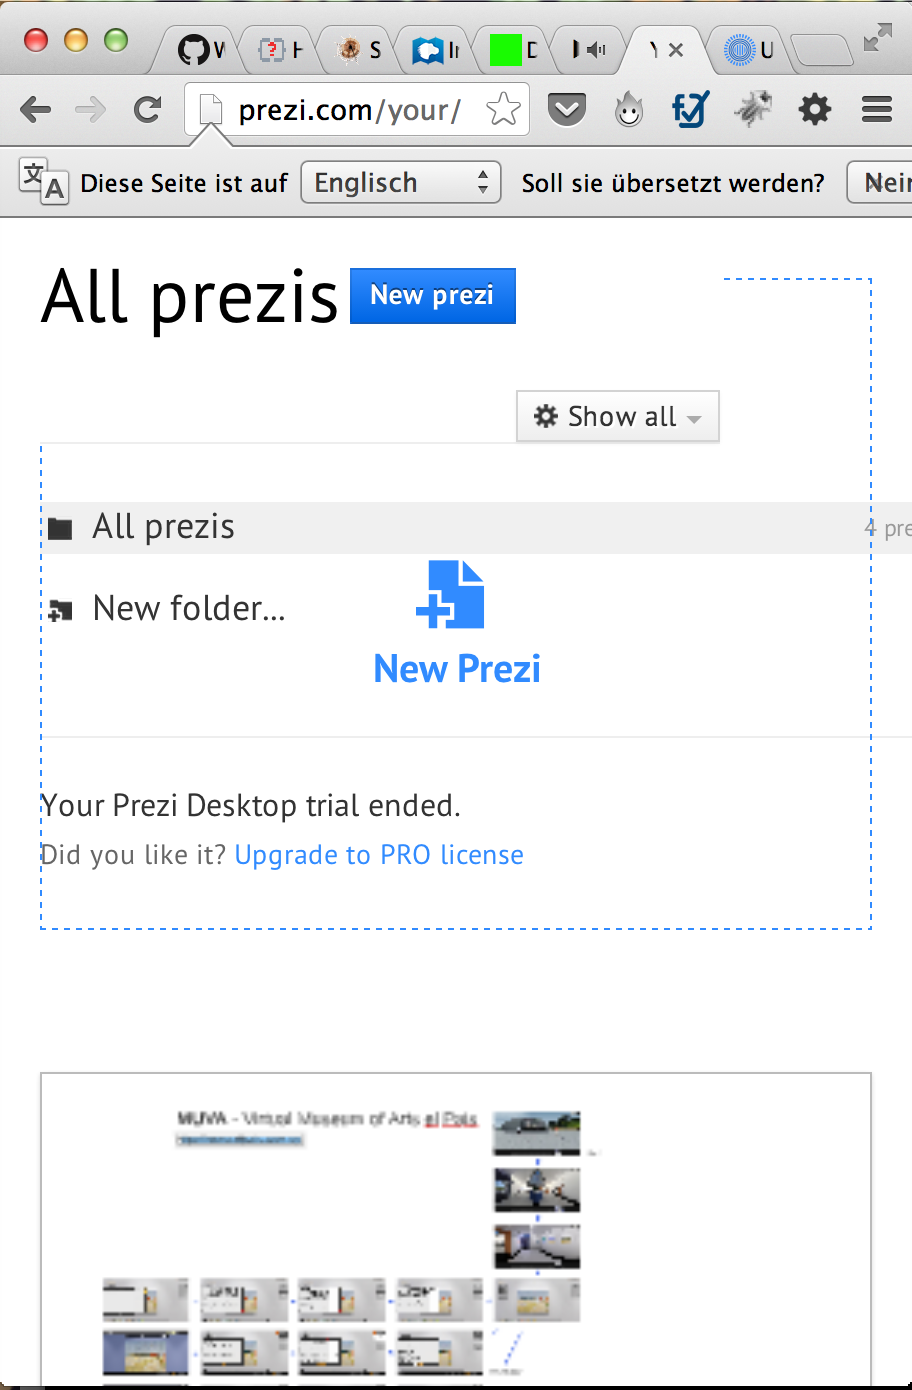 W H S Ir D Y U
prezi.com/your/
Diese Seite ist auf Englisch Soll sie übersetzt werden? Nein
All prezis New prezi
Show all
All prezis 4 pre
New folder...
New Prezi
Your Prezi Desktop trial ended.
Did you like it? Upgrade to PRO license
MUVA - Virtual Museum of Arts el Pais